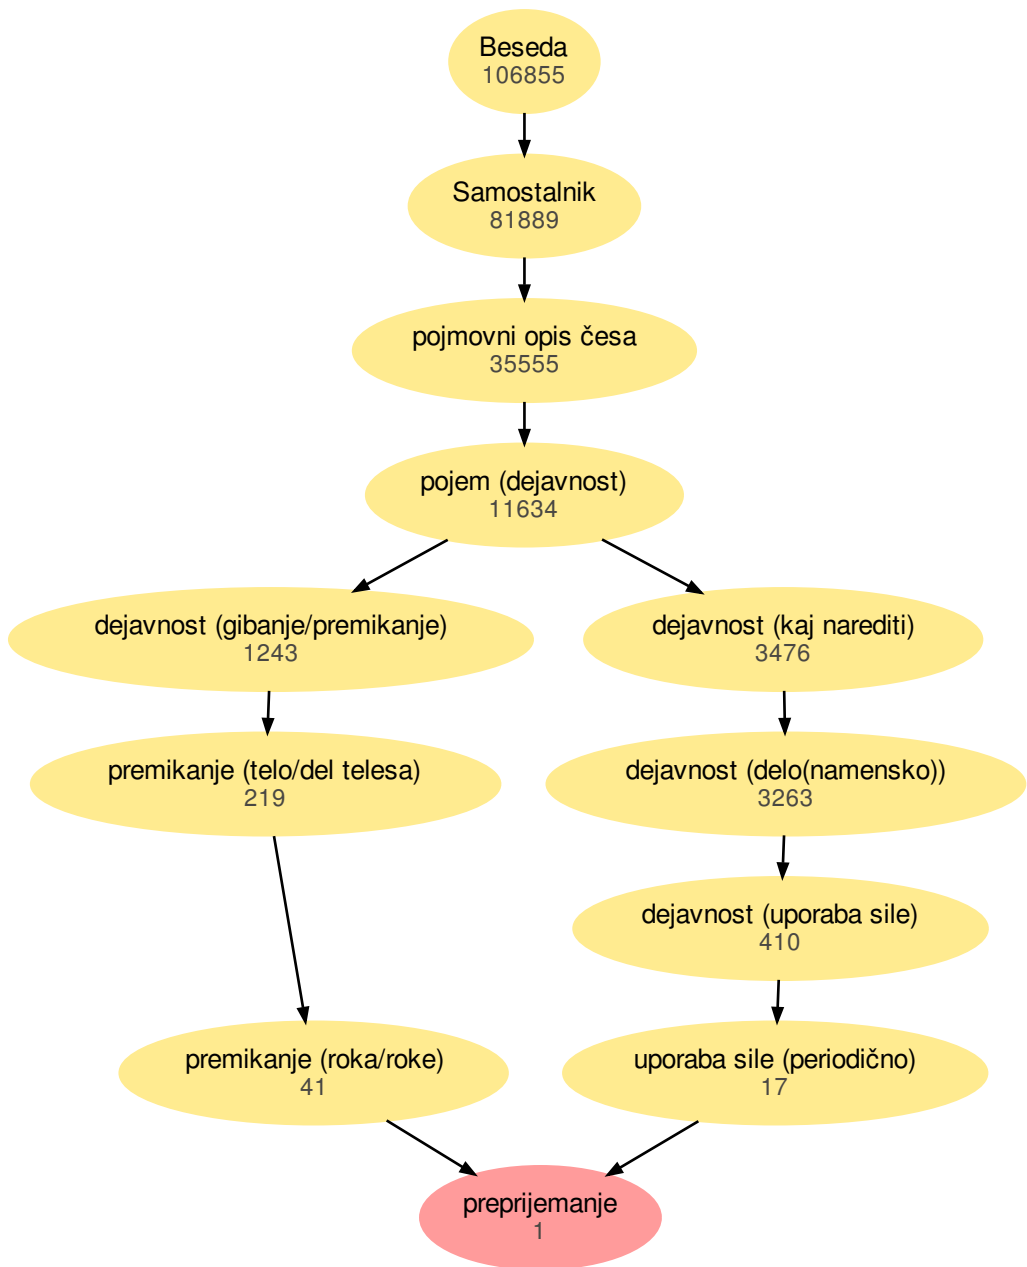 Beseda
106855
Samostalnik
81889
pojmovni opis česa
35555
pojem (dejavnost)
11634
dejavnost (gibanje/premikanje)
1243
dejavnost (kaj narediti)
3476
premikanje (telo/del telesa)
219
dejavnost (delo(namensko))
3263
dejavnost (uporaba sile)
410
premikanje (roka/roke)
41
uporaba sile (periodično)
17
preprijemanje
1